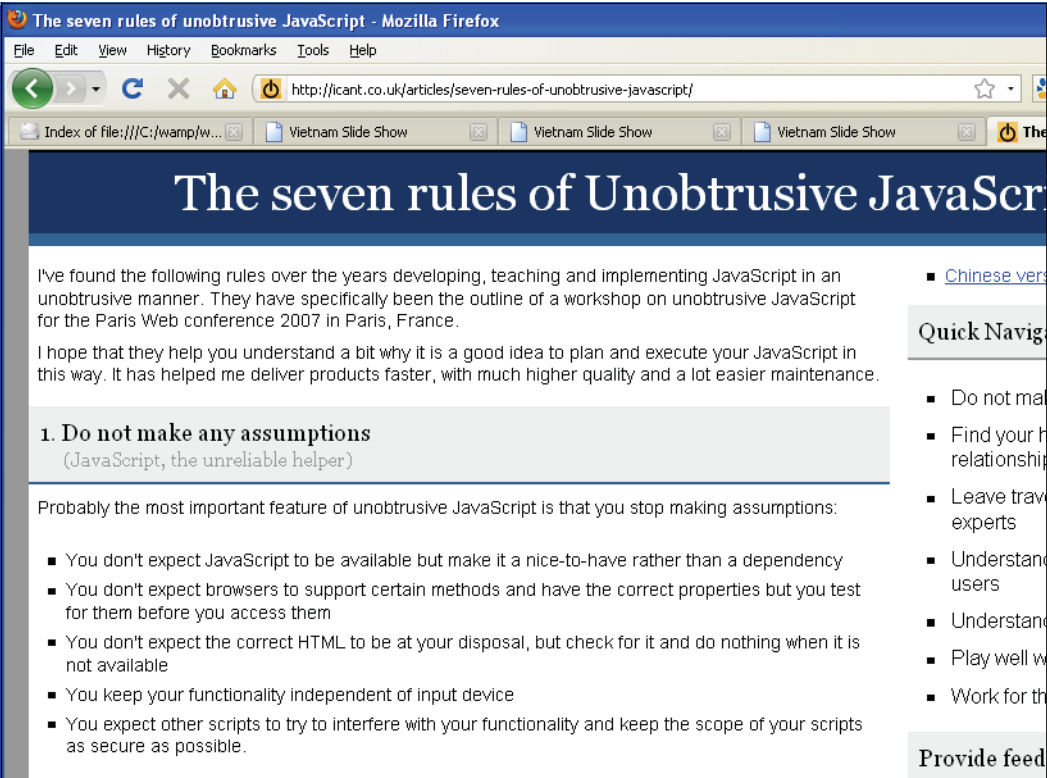 The seven rules of unobtrusive JavaScript - Mozilla Firefox
File Edit View History Bookmarks Tools Help
http://icant.co.uk/articles/seven-rules-of-unobtrusive-javascript/
Index of file:///C:/wamp/w... Vietnam Slide Show Vietnam Slide Show Vietnam Slide Show The
The seven rules of Unobtrusive JavaScri
I've found the following rules over the years developing, teaching and implementing JavaScript in an
unobtrusive manner. They have specifically been the outline of a workshop on unobtrusive JavaScript
for the Paris Web conference 2007 in Paris, France.
I hope that they help you understand a bit why it is a good idea to plan and execute your JavaScript in
this way. It has helped me deliver products faster, with much higher quality and a lot easier maintenance.
1. Do not make any assumptions
(JavaScript, the unreliable helper)
Probably the most important feature of unobtrusive JavaScript is that you stop making assumptions:
You don't expect JavaScript to be available but make it a nice-to-have rather than a dependency
You don't expect browsers to support certain methods and have the correct properties but you test
for them before you access them
You don't expect the correct HTML to be at your disposal, but check for it and do nothing when it is
not available
You keep your functionality independent of input device
You expect other scripts to try to interfere with your functionality and keep the scope of your scripts
as secure as possible.
Chinese vers
Quick Naviga
Do not mal
Find your h
relationship
Leave trave
experts
Understand
users
Understand
Play well w
Work for th
Provide feed